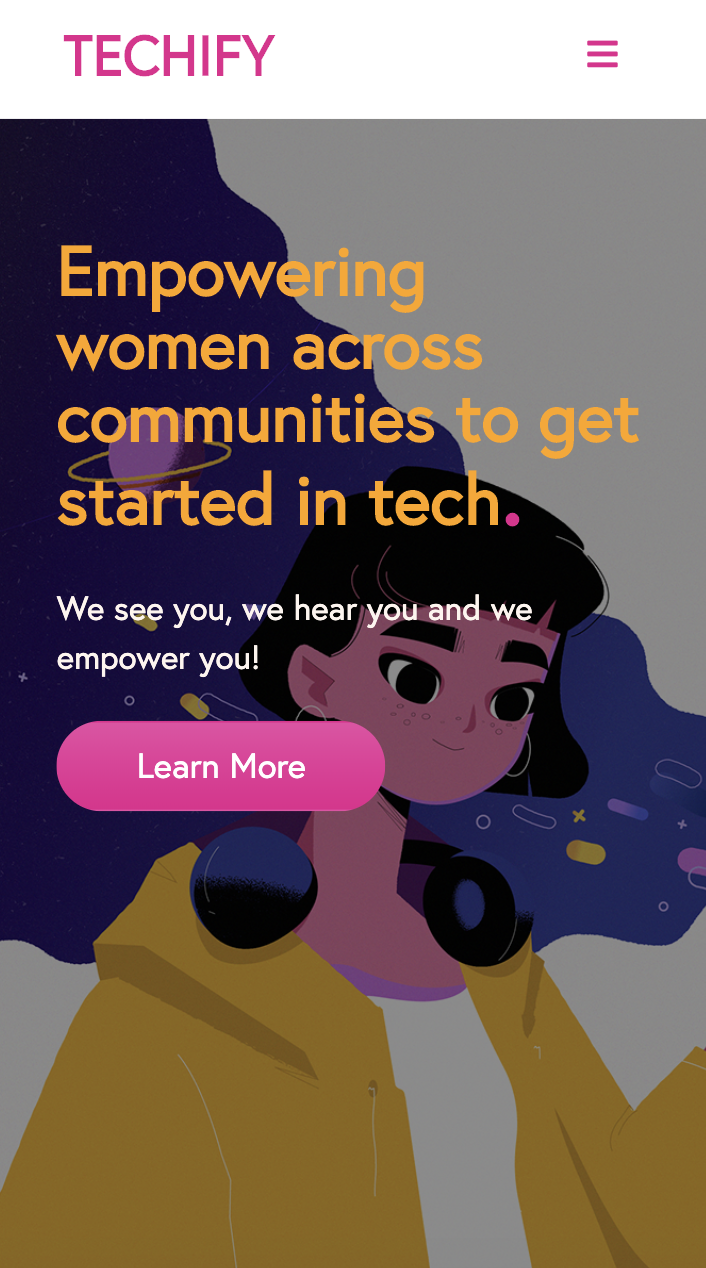 TECHIFY
Empowering
women across
communities to get
started in tech.
We see you, we hear you and we
empower you!
Learn More